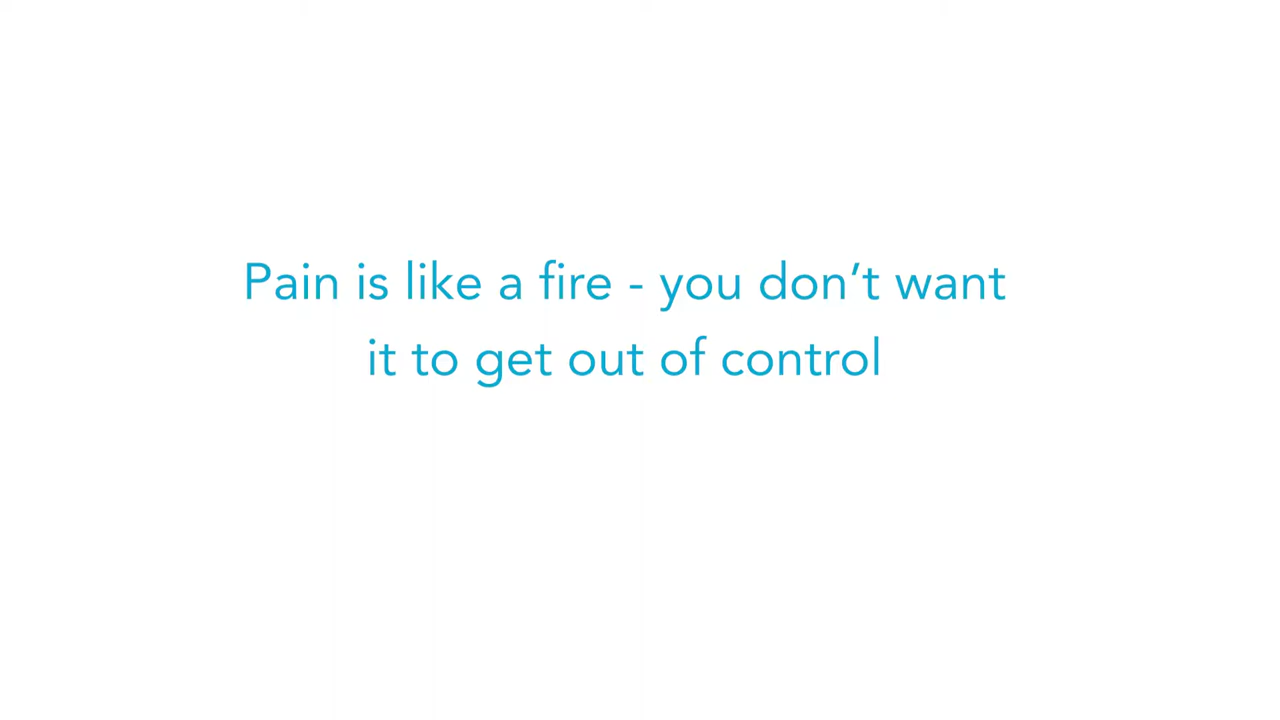 Pain is like a fire - you don’t want
it to get out of control